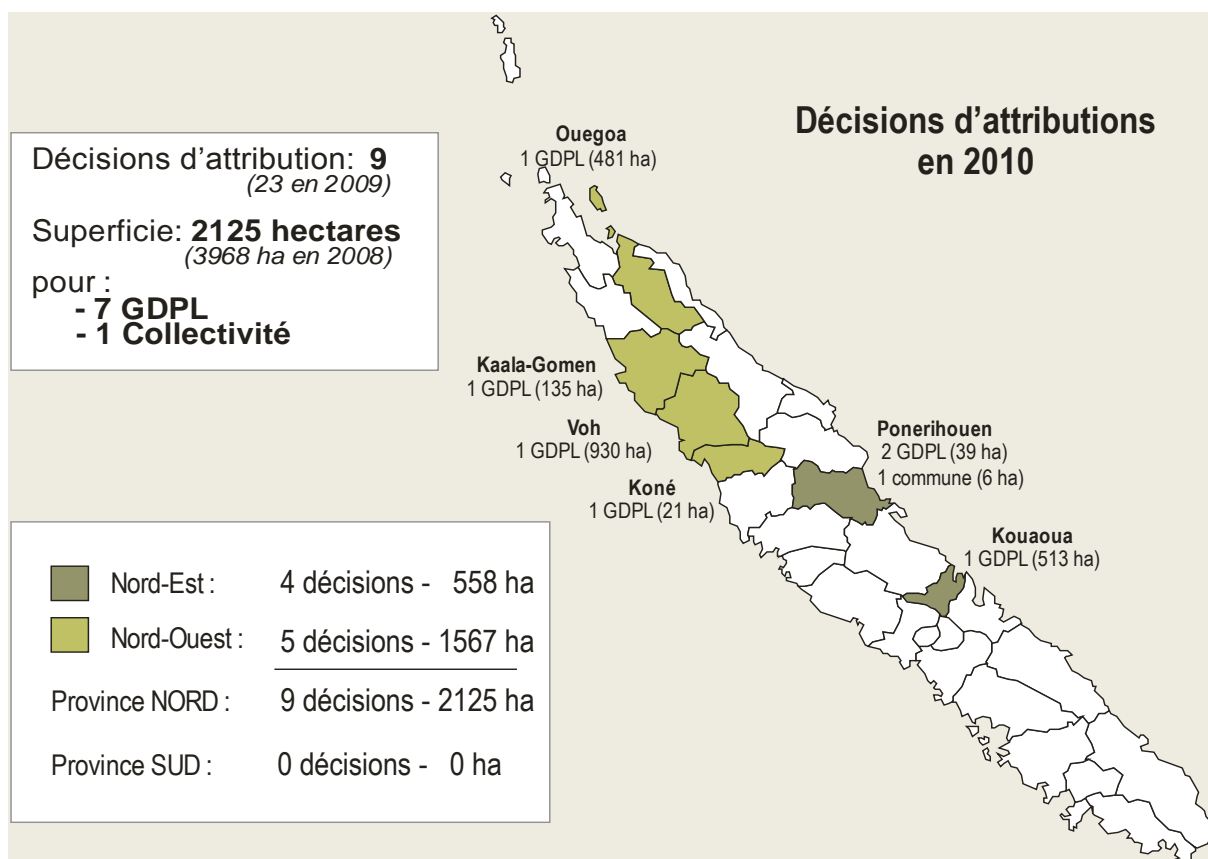 Décisions d'attributions
en 2010
Décisions d'attribution: 9
(23 en 2009)
Superficie: 2125 hectares
(3968 ha en 2008)
pour :
- 7 GDPL
- 1 Collectivité
Ouegoa
1 GDPL (481 ha)
Kaala-Gomen
1 GDPL (135 ha)
Voh
1 GDPL (930 ha)
Koné
1 GDPL (21 ha)
Ponerihouen
2 GDPL (39 ha)
1 commune (6 ha)
Kouaoua
1 GDPL (513 ha)
Nord-Est : 4 décisions - 558 ha
Nord-Ouest : 5 décisions - 1567 ha
Province NORD : 9 décisions - 2125 ha
Province SUD : 0 décisions - 0 ha